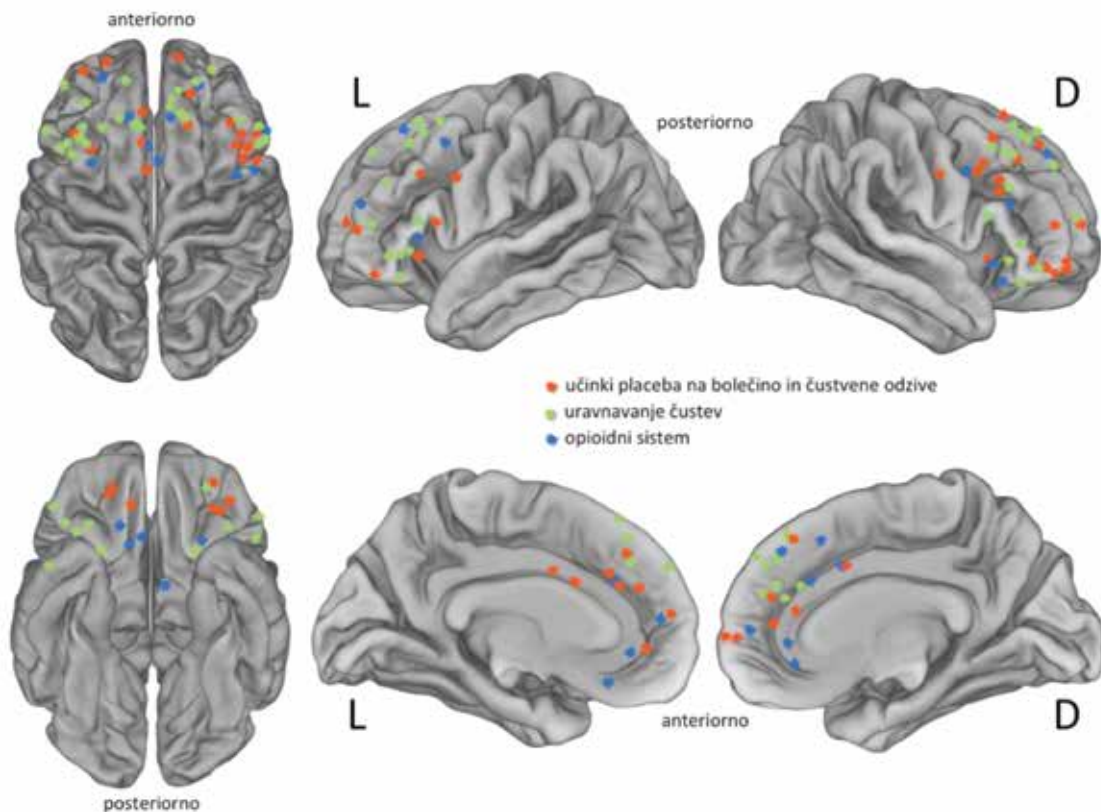 anteriorno
L
D
posteriorno
učinki placeba na bolečino in čustvene odzive
uravnavanje čustev
opioidni sistem
L
anteriorno
D
posteriorno